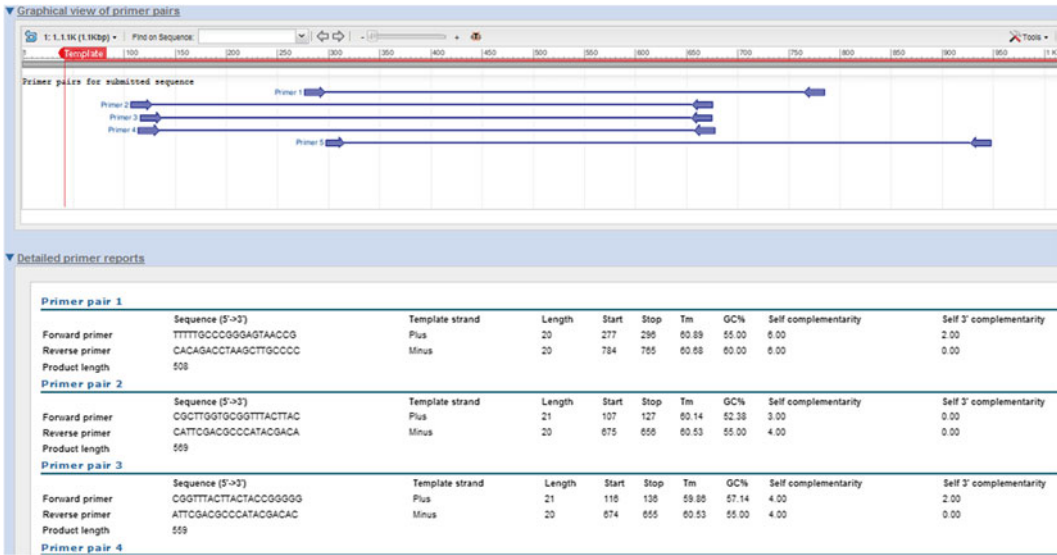 Graphical view of primer pairs
1: 1..1.1K (1.1Kbp) Find on Sequence: Tools
Template 100 150 200 250 300 350 400 450 500 550 600 650 700 750 800 850 900 950 1 K
Primer pairs for submitted sequence
Primer 1
Primer 2
Primer 3
Primer 4
Primer 5
Detailed primer reports
Primer pair 1
Sequence (5'->3') Template strand Length Start Stop Tm GC% Self complementarity Self 3' complementarity
Forward primer TTTTTGCCCGGGAGTAACCG Plus 20 277 296 60.89 55.00 6.00 2.00
Reverse primer CACAGACCTAAGCTTGCCCC Minus 20 784 765 60.68 60.00 6.00 0.00
Product length 508
Primer pair 2
Sequence (5'->3') Template strand Length Start Stop Tm GC% Self complementarity Self 3' complementarity
Forward primer CGCTTGGTGCGGTTTACTTAC Plus 21 107 127 60.14 52.38 3.00 0.00
Reverse primer CATTCGACGCCCATACGACA Minus 20 675 656 60.53 55.00 4.00 0.00
Product length 569
Primer pair 3
Sequence (5'->3') Template strand Length Start Stop Tm GC% Self complementarity Self 3' complementarity
Forward primer CGGTTTACTTACTACCGGGGG Plus 21 116 136 59.86 57.14 4.00 2.00
Reverse primer ATTCGACGCCCATACGACAC Minus 20 674 655 60.53 55.00 4.00 0.00
Product length 559
Primer pair 4